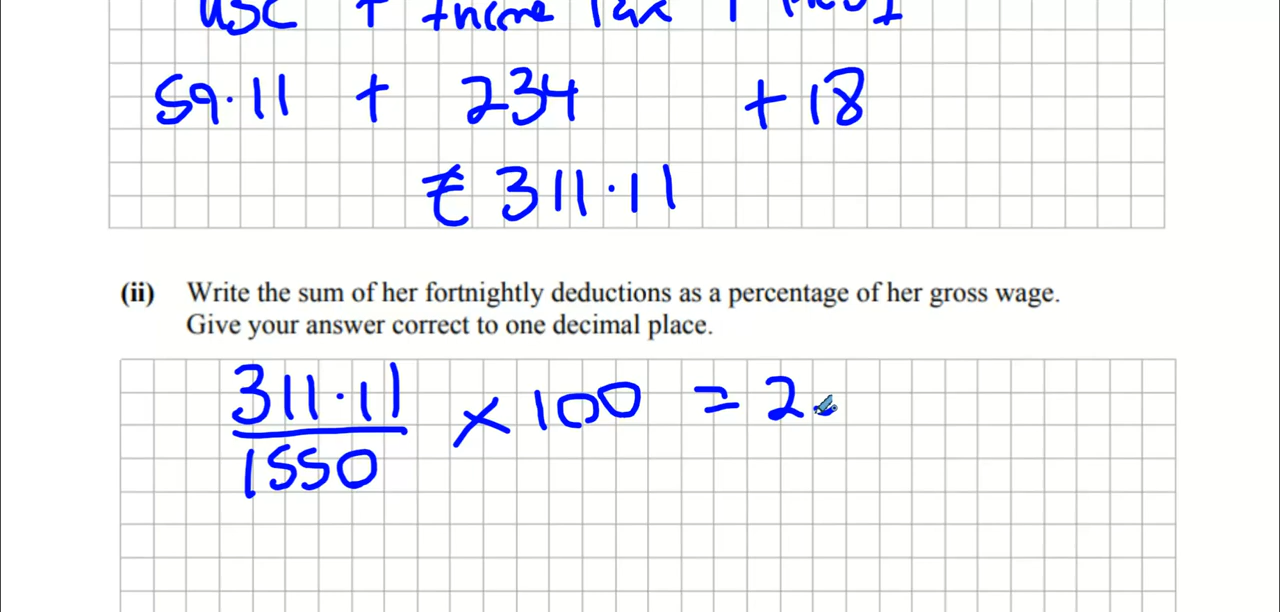 USC + Income Tax +
59.11 + 234 + 18
€ 311.11
(ii) Write the sum of her fortnightly deductions as a percentage of her gross wage.
Give your answer correct to one decimal place.
311.11
1550
× 100 = 2